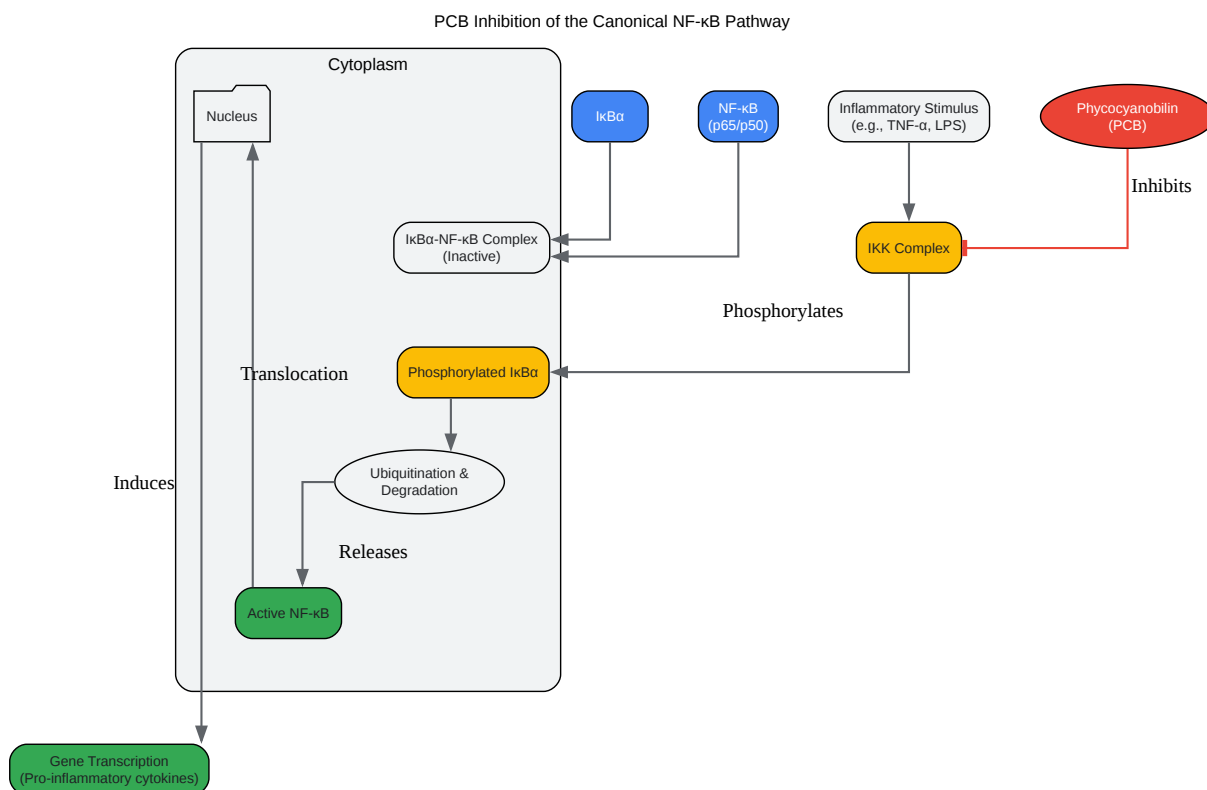 PCB Inhibition of the Canonical NF-κB Pathway
Cytoplasm
Nucleus
IκBα
NF-κB
(p65/p50)
Inflammatory Stimulus
(e.g., TNF-α, LPS)
Phycocyanobilin
(PCB)
Inhibits
IκBα-NF-κB Complex
(Inactive)
IKK Complex
Phosphorylates
Translocation
Phosphorylated IκBα
Ubiquitination &
Degradation
Induces
Releases
Active NF-κB
Gene Transcription
(Pro-inflammatory cytokines)